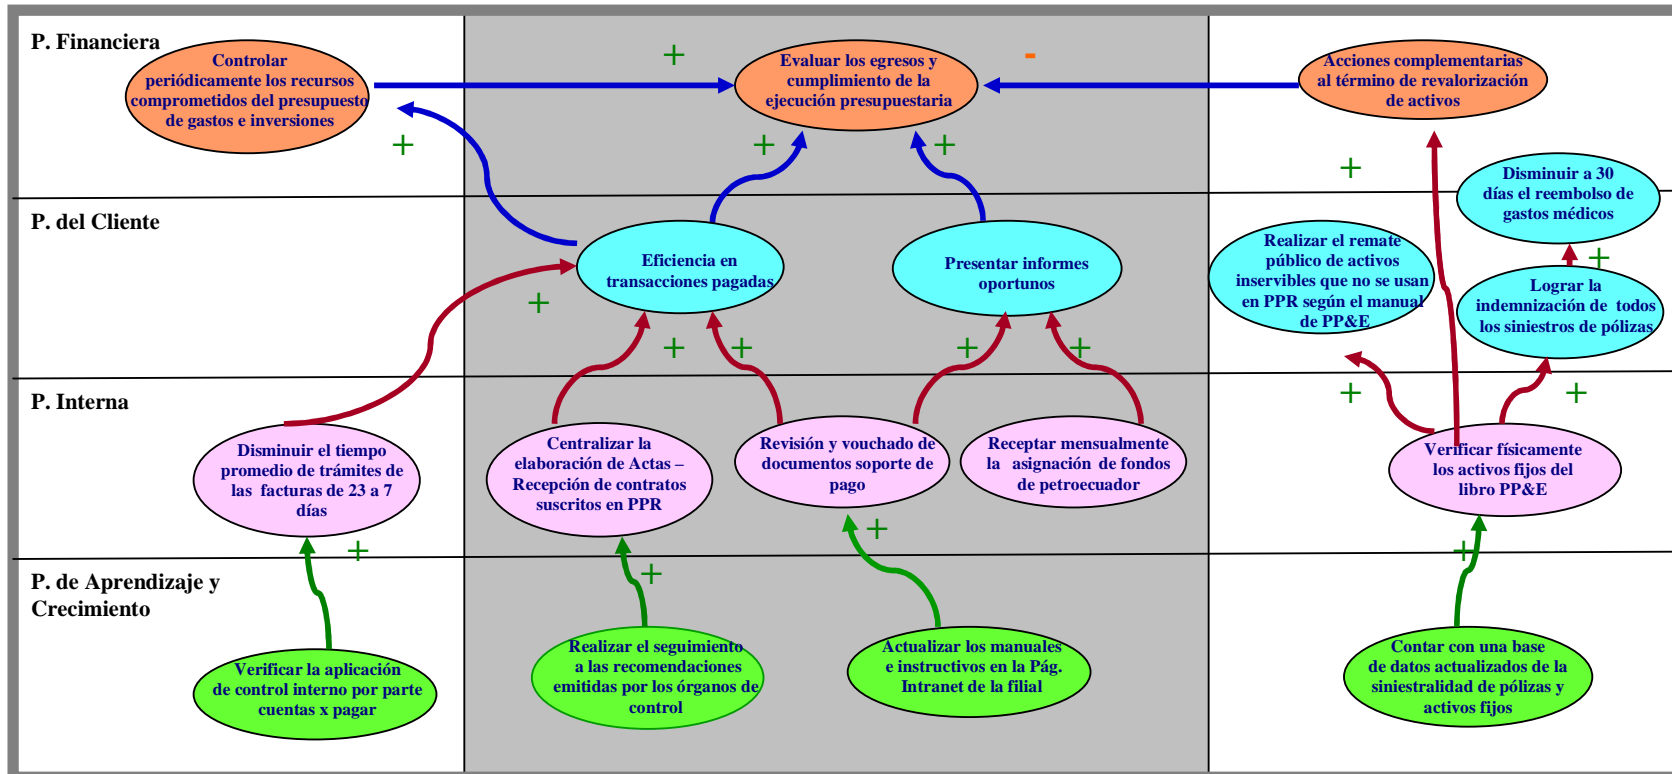 P. Financiera
Controlar
periódicamente los recursos
comprometidos del presupuesto
de gastos e inversiones
+
Evaluar los egresos y
cumplimiento de la
ejecución presupuestaria
-
Acciones complementarias
al término de revalorización
de activos
+
+
+
+
Disminuir a 30
días el reembolso de
gastos médicos
P. del Cliente
Eficiencia en
transacciones pagadas
Presentar informes
oportunos
Realizar el remate
público de activos
inservibles que no se usan
en PPR según el manual
de PP&E
+
Lograr la
indemnización de todos
los siniestros de pólizas
+
+
+
+
+
P. Interna
+
+
Disminuir el tiempo
promedio de trámites de
las facturas de 23 a 7
días
Centralizar la
elaboración de Actas –
Recepción de contratos
suscritos en PPR
Revisión y vouchado de
documentos soporte de
pago
Receptar mensualmente
la asignación de fondos
de petroecuador
Verificar físicamente
los activos fijos del
libro PP&E
+
+
+
+
P. de Aprendizaje y
Crecimiento
Verificar la aplicación
de control interno por parte
cuentas x pagar
Realizar el seguimiento
a las recomendaciones
emitidas por los órganos de
control
Actualizar los manuales
e instructivos en la Pág.
Intranet de la filial
Contar con una base
de datos actualizados de la
siniestralidad de pólizas y
activos fijos